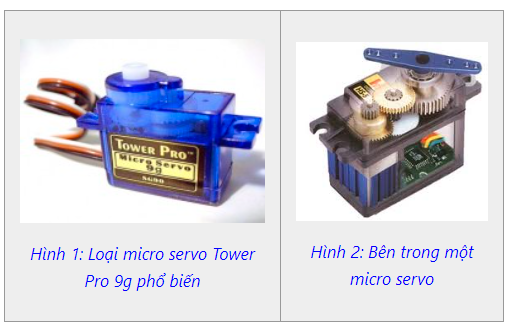 TOWER PRO™
Micro Servo
9g
SG90
Hình 1: Loại micro servo Tower
Pro 9g phổ biến
Hình 2: Bên trong một
micro servo